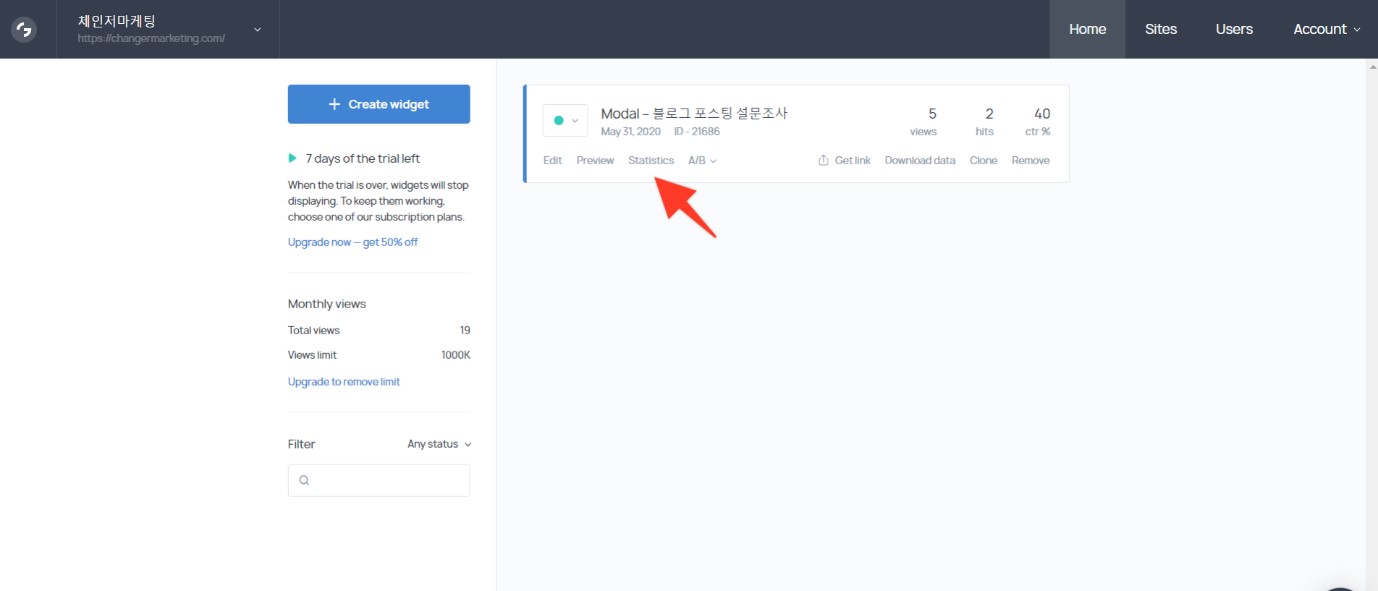 체인저마케팅
https://changermarketing.com/
Home
Sites
Users
Account
+ Create widget
7 days of the trial left
When the trial is over, widgets will stop
displaying. To keep them working,
choose one of our subscription plans.
Upgrade now – get 50% off
Monthly views
Total views 19
Views limit 1000K
Upgrade to remove limit
Filter Any status
Modal – 블로그 포스팅 설문조사
May 31, 2020 ID - 21686
5 2 40
views hits ctr %
Edit Preview Statistics A/B Get link Download data Clone Remove